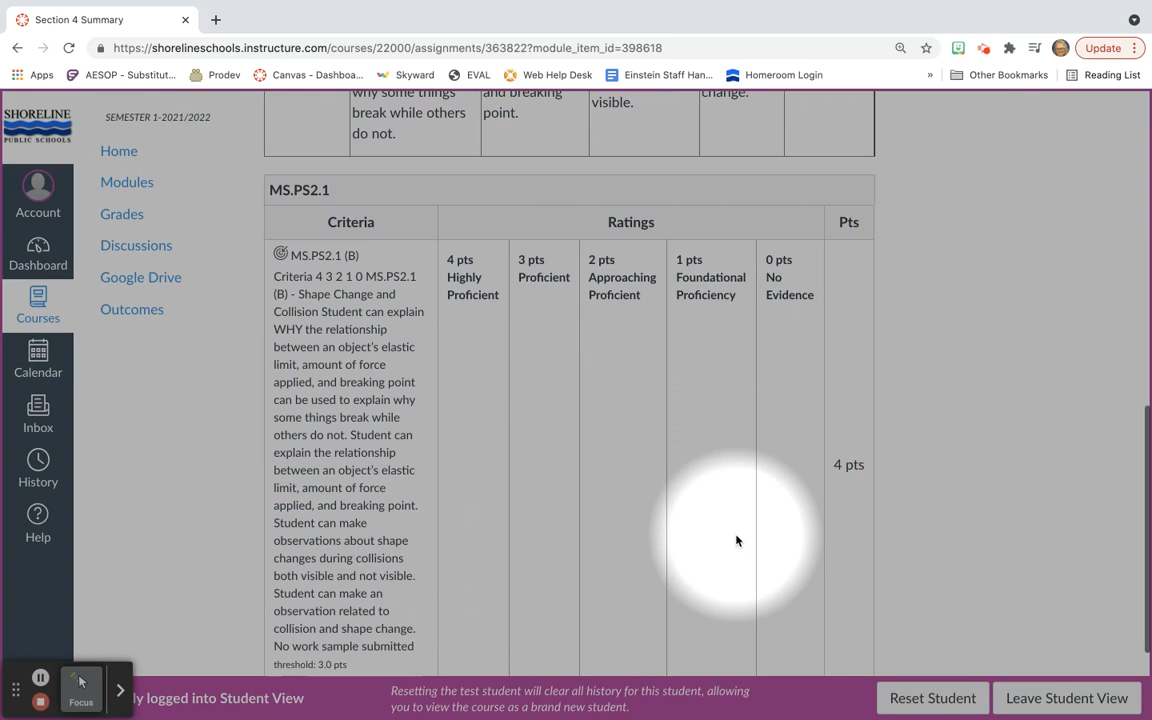 Section 4 Summary
https://shorelineschools.instructure.com/courses/22000/assignments/363822?module_item_id=398618
Update
Apps
AESOP - Substitut...
Prodev
Canvas - Dashboa...
Skyward
EVAL
Web Help Desk
Einstein Staff Han...
Homeroom Login
»
Other Bookmarks
Reading List
SHORELINE
PUBLIC SCHOOLS
Account
Dashboard
Courses
Calendar
Inbox
History
Help
SEMESTER 1-2021/2022
Home
Modules
Grades
Discussions
Google Drive
Outcomes
why some things
break while others
do not.
and breaking
point.
visible.
change.
MS.PS2.1
Criteria
Ratings
Pts
MS.PS2.1 (B)
Criteria 4 3 2 1 0 MS.PS2.1
(B) - Shape Change and
Collision Student can explain
WHY the relationship
between an object's elastic
limit, amount of force
applied, and breaking point
can be used to explain why
some things break while
others do not. Student can
explain the relationship
between an object's elastic
limit, amount of force
applied, and breaking point.
Student can make
observations about shape
changes during collisions
both visible and not visible.
Student can make an
observation related to
collision and shape change.
No work sample submitted
threshold: 3.0 pts
4 pts
Highly
Proficient
3 pts
Proficient
2 pts
Approaching
Proficient
1 pts
Foundational
Proficiency
0 pts
No
Evidence
4 pts
Focus
ly logged into Student View
Resetting the test student will clear all history for this student, allowing
you to view the course as a brand new student.
Reset Student
Leave Student View